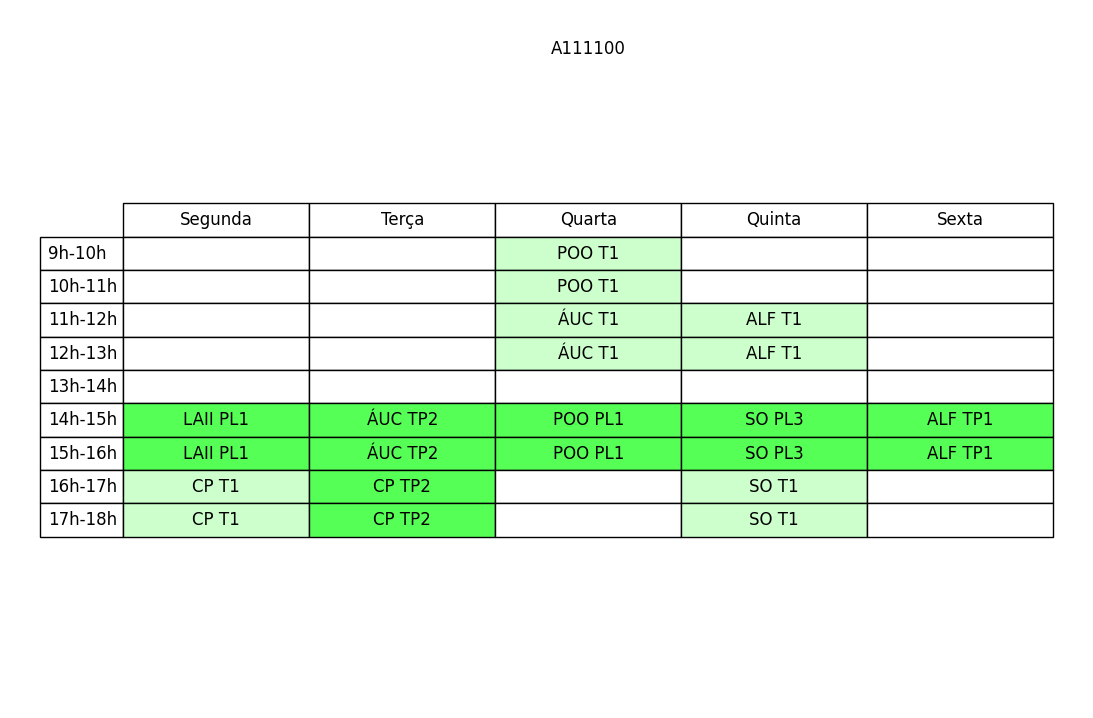 A111100
Segunda Terça Quarta Quinta Sexta
9h-10h POO T1
10h-11h POO T1
11h-12h ÁUC T1 ALF T1
12h-13h ÁUC T1 ALF T1
13h-14h
14h-15h LAII PL1 ÁUC TP2 POO PL1 SO PL3 ALF TP1
15h-16h LAII PL1 ÁUC TP2 POO PL1 SO PL3 ALF TP1
16h-17h CP T1 CP TP2 SO T1
17h-18h CP T1 CP TP2 SO T1